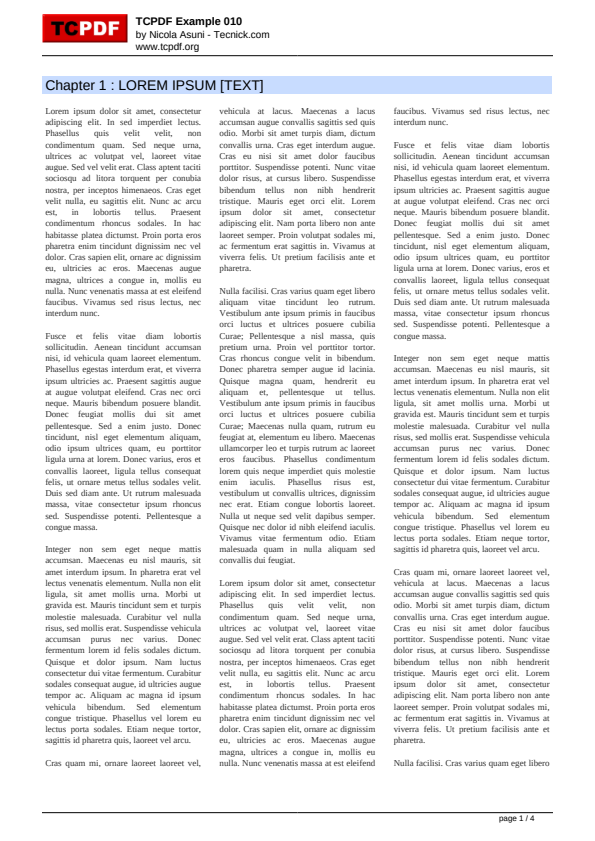 TCPDF
TCPDF Example 010
by Nicola Asuni - Tecnick.com
www.tcpdf.org
Chapter 1 : LOREM IPSUM [TEXT]
Lorem ipsum dolor sit amet, consectetur
adipiscing elit. In sed imperdiet lectus.
Phasellus quis velit velit, non
condimentum quam. Sed neque urna,
ultrices ac volutpat vel, laoreet vitae
augue. Sed vel velit erat. Class aptent taciti
sociosqu ad litora torquent per conubia
nostra, per inceptos himenaeos. Cras eget
velit nulla, eu sagittis elit. Nunc ac arcu
est, in lobortis tellus. Praesent
condimentum rhoncus sodales. In hac
habitasse platea dictumst. Proin porta eros
pharetra enim tincidunt dignissim nec vel
dolor. Cras sapien elit, ornare ac dignissim
eu, ultricies ac eros. Maecenas augue
magna, ultrices a congue in, mollis eu
nulla. Nunc venenatis massa at est eleifend
faucibus. Vivamus sed risus lectus, nec
interdum nunc.
Fusce et felis vitae diam lobortis
sollicitudin. Aenean tincidunt accumsan
nisi, id vehicula quam laoreet elementum.
Phasellus egestas interdum erat, et viverra
ipsum ultricies ac. Praesent sagittis augue
at augue volutpat eleifend. Cras nec orci
neque. Mauris bibendum posuere blandit.
Donec feugiat mollis dui sit amet
pellentesque. Sed a enim justo. Donec
tincidunt, nisl eget elementum aliquam,
odio ipsum ultrices quam, eu porttitor
ligula urna at lorem. Donec varius, eros et
convallis laoreet, ligula tellus consequat
felis, ut ornare metus tellus sodales velit.
Duis sed diam ante. Ut rutrum malesuada
massa, vitae consectetur ipsum rhoncus
sed. Suspendisse potenti. Pellentesque a
congue massa.
Integer non sem eget neque mattis
accumsan. Maecenas eu nisl mauris, sit
amet interdum ipsum. In pharetra erat vel
lectus venenatis elementum. Nulla non elit
ligula, sit amet mollis urna. Morbi ut
gravida est. Mauris tincidunt sem et turpis
molestie malesuada. Curabitur vel nulla
risus, sed mollis erat. Suspendisse vehicula
accumsan purus nec varius. Donec
fermentum lorem id felis sodales dictum.
Quisque et dolor ipsum. Nam luctus
consectetur dui vitae fermentum. Curabitur
sodales consequat augue, id ultricies augue
tempor ac. Aliquam ac magna id ipsum
vehicula bibendum. Sed elementum
congue tristique. Phasellus vel lorem eu
lectus porta sodales. Etiam neque tortor,
sagittis id pharetra quis, laoreet vel arcu.
Cras quam mi, ornare laoreet laoreet vel,
vehicula at lacus. Maecenas a lacus
accumsan augue convallis sagittis sed quis
odio. Morbi sit amet turpis diam, dictum
convallis urna. Cras eget interdum augue.
Cras eu nisi sit amet dolor faucibus
porttitor. Suspendisse potenti. Nunc vitae
dolor risus, at cursus libero. Suspendisse
bibendum tellus non nibh hendrerit
tristique. Mauris eget orci elit. Lorem
ipsum dolor sit amet, consectetur
adipiscing elit. Nam porta libero non ante
laoreet semper. Proin volutpat sodales mi,
ac fermentum erat sagittis in. Vivamus at
viverra felis. Ut pretium facilisis ante et
pharetra.
Nulla facilisi. Cras varius quam eget libero
aliquam vitae tincidunt leo rutrum.
Vestibulum ante ipsum primis in faucibus
orci luctus et ultrices posuere cubilia
Curae; Pellentesque a nisl massa, quis
pretium urna. Proin vel porttitor tortor.
Cras rhoncus congue velit in bibendum.
Donec pharetra semper augue id lacinia.
Quisque magna quam, hendrerit eu
aliquam et, pellentesque ut tellus.
Vestibulum ante ipsum primis in faucibus
orci luctus et ultrices posuere cubilia
Curae; Maecenas nulla quam, rutrum eu
feugiat at, elementum eu libero. Maecenas
ullamcorper leo et turpis rutrum ac laoreet
eros faucibus. Phasellus condimentum
lorem quis neque imperdiet quis molestie
enim iaculis. Phasellus risus est,
vestibulum ut convallis ultrices, dignissim
nec erat. Etiam congue lobortis laoreet.
Nulla ut neque sed velit dapibus semper.
Quisque nec dolor id nibh eleifend iaculis.
Vivamus vitae fermentum odio. Etiam
malesuada quam in nulla aliquam sed
convallis dui feugiat.
Lorem ipsum dolor sit amet, consectetur
adipiscing elit. In sed imperdiet lectus.
Phasellus quis velit velit, non
condimentum quam. Sed neque urna,
ultrices ac volutpat vel, laoreet vitae
augue. Sed vel velit erat. Class aptent taciti
sociosqu ad litora torquent per conubia
nostra, per inceptos himenaeos. Cras eget
velit nulla, eu sagittis elit. Nunc ac arcu
est, in lobortis tellus. Praesent
condimentum rhoncus sodales. In hac
habitasse platea dictumst. Proin porta eros
pharetra enim tincidunt dignissim nec vel
dolor. Cras sapien elit, ornare ac dignissim
eu, ultricies ac eros. Maecenas augue
magna, ultrices a congue in, mollis eu
nulla. Nunc venenatis massa at est eleifend
faucibus. Vivamus sed risus lectus, nec
interdum nunc.
Fusce et felis vitae diam lobortis
sollicitudin. Aenean tincidunt accumsan
nisi, id vehicula quam laoreet elementum.
Phasellus egestas interdum erat, et viverra
ipsum ultricies ac. Praesent sagittis augue
at augue volutpat eleifend. Cras nec orci
neque. Mauris bibendum posuere blandit.
Donec feugiat mollis dui sit amet
pellentesque. Sed a enim justo. Donec
tincidunt, nisl eget elementum aliquam,
odio ipsum ultrices quam, eu porttitor
ligula urna at lorem. Donec varius, eros et
convallis laoreet, ligula tellus consequat
felis, ut ornare metus tellus sodales velit.
Duis sed diam ante. Ut rutrum malesuada
massa, vitae consectetur ipsum rhoncus
sed. Suspendisse potenti. Pellentesque a
congue massa.
Integer non sem eget neque mattis
accumsan. Maecenas eu nisl mauris, sit
amet interdum ipsum. In pharetra erat vel
lectus venenatis elementum. Nulla non elit
ligula, sit amet mollis urna. Morbi ut
gravida est. Mauris tincidunt sem et turpis
molestie malesuada. Curabitur vel nulla
risus, sed mollis erat. Suspendisse vehicula
accumsan purus nec varius. Donec
fermentum lorem id felis sodales dictum.
Quisque et dolor ipsum. Nam luctus
consectetur dui vitae fermentum. Curabitur
sodales consequat augue, id ultricies augue
tempor ac. Aliquam ac magna id ipsum
vehicula bibendum. Sed elementum
congue tristique. Phasellus vel lorem eu
lectus porta sodales. Etiam neque tortor,
sagittis id pharetra quis, laoreet vel arcu.
Cras quam mi, ornare laoreet laoreet vel,
vehicula at lacus. Maecenas a lacus
accumsan augue convallis sagittis sed quis
odio. Morbi sit amet turpis diam, dictum
convallis urna. Cras eget interdum augue.
Cras eu nisi sit amet dolor faucibus
porttitor. Suspendisse potenti. Nunc vitae
dolor risus, at cursus libero. Suspendisse
bibendum tellus non nibh hendrerit
tristique. Mauris eget orci elit. Lorem
ipsum dolor sit amet, consectetur
adipiscing elit. Nam porta libero non ante
laoreet semper. Proin volutpat sodales mi,
ac fermentum erat sagittis in. Vivamus at
viverra felis. Ut pretium facilisis ante et
pharetra.
Nulla facilisi. Cras varius quam eget libero
page 1 / 4